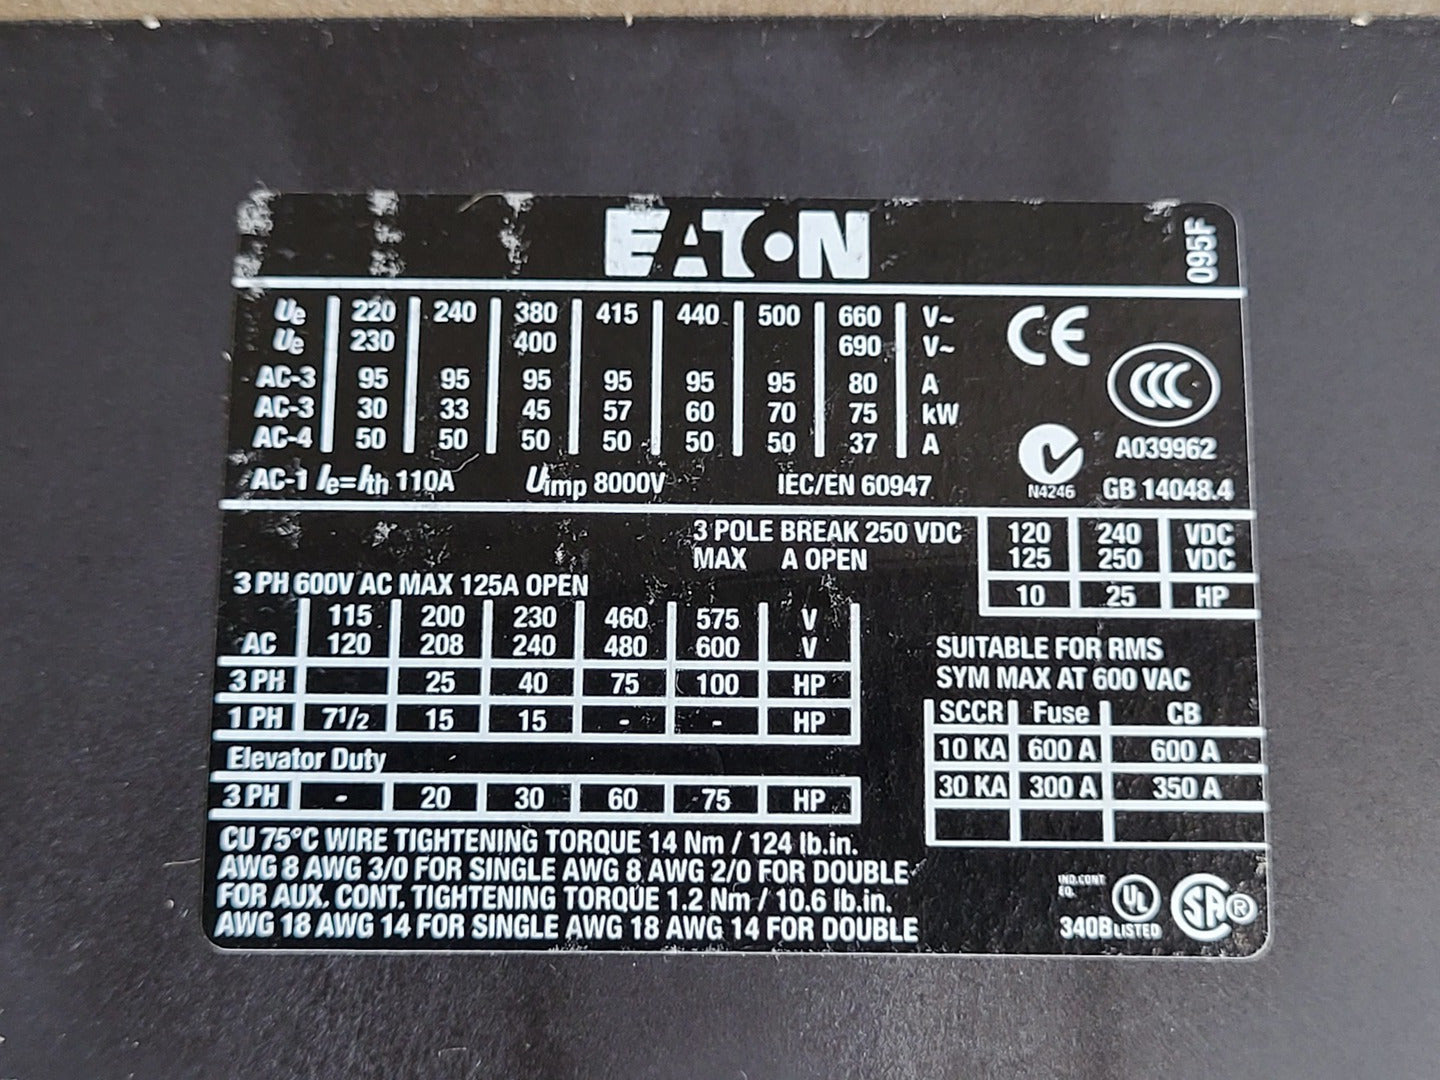 EATON
095F
Ue 220 240 380 415 440 500 660 V~
Ue 230 400 690 V~
AC-3 95 95 95 95 95 95 80 A
AC-3 30 33 45 57 60 70 75 kW
AC-4 50 50 50 50 50 50 37 A
AC-1 Ie=Ith 110A Uimp 8000V IEC/EN 60947
CE
CCC
A039962
N4246
GB 14048.4
3 POLE BREAK 250 VDC
MAX A OPEN
120 240 VDC
125 250 VDC
10 25 HP
3 PH 600V AC MAX 125A OPEN
115 200 230 460 575 V
AC 120 208 240 480 600 V
3 PH 25 40 75 100 HP
1 PH 7 1/2 15 15 - - HP
Elevator Duty
3 PH - 20 30 60 75 HP
SUITABLE FOR RMS
SYM MAX AT 600 VAC
SCCR Fuse CB
10 KA 600 A 600 A
30 KA 300 A 350 A
CU 75°C WIRE TIGHTENING TORQUE 14 Nm / 124 lb.in.
AWG 8 AWG 3/0 FOR SINGLE AWG 8 AWG 2/0 FOR DOUBLE
FOR AUX. CONT. TIGHTENING TORQUE 1.2 Nm / 10.6 lb.in.
AWG 18 AWG 14 FOR SINGLE AWG 18 AWG 14 FOR DOUBLE
IND.CONT
EQ.
340B
UL
LISTED
SA®